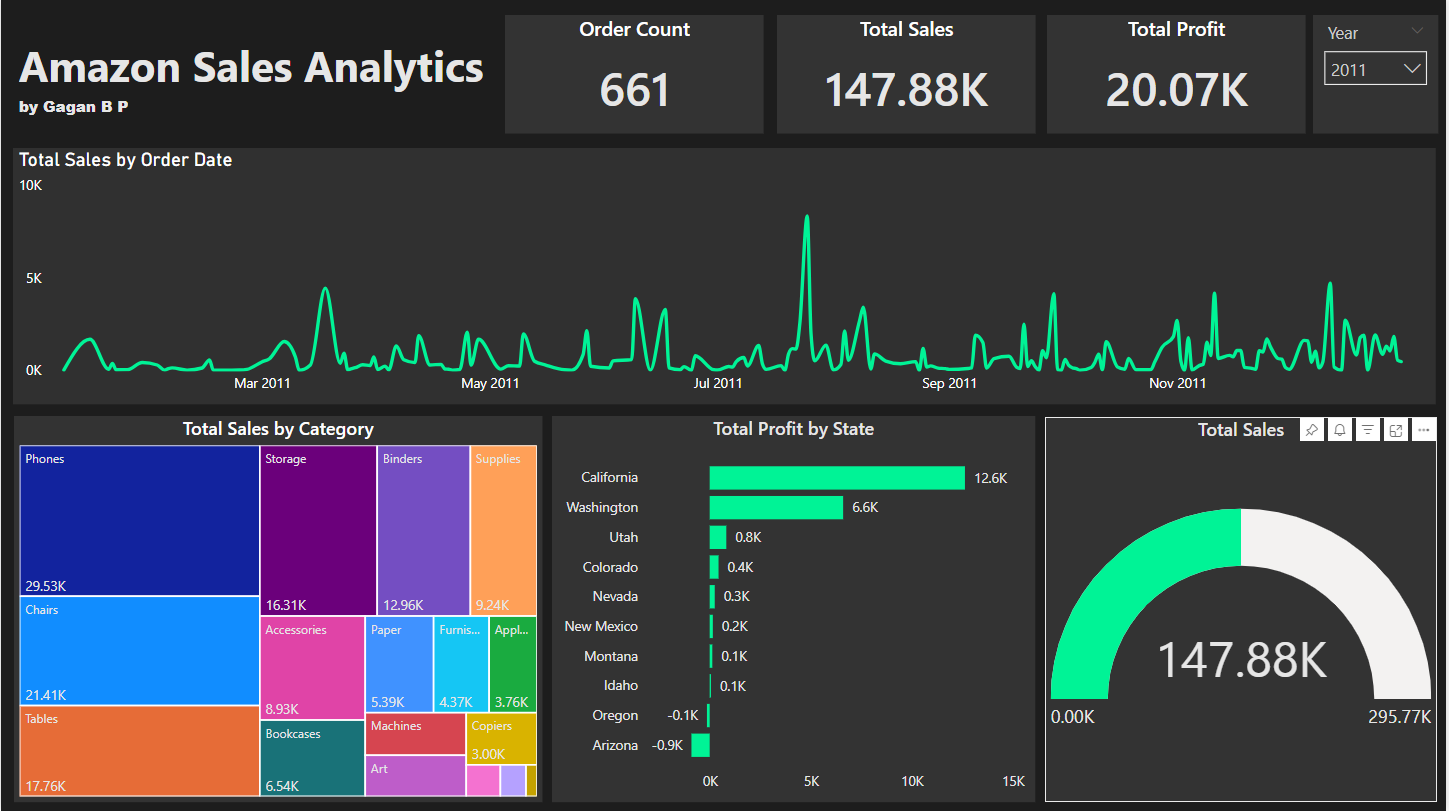 Amazon Sales Analytics
by Gagan B P
Order Count
661
Total Sales
147.88K
Total Profit
20.07K
Year
2011
Total Sales by Order Date
10K
5K
0K
Mar 2011
May 2011
Jul 2011
Sep 2011
Nov 2011
Total Sales by Category
Phones
29.53K
Chairs
21.41K
Tables
17.76K
Storage
16.31K
Binders
12.96K
Supplies
9.24K
Accessories
8.93K
Bookcases
6.54K
Paper
5.39K
Furnis...
4.37K
Appl...
3.76K
Machines
Art
Copiers
3.00K
Total Profit by State
California 12.6K
Washington 6.6K
Utah 0.8K
Colorado 0.4K
Nevada 0.3K
New Mexico 0.2K
Montana 0.1K
Idaho 0.1K
Oregon -0.1K
Arizona -0.9K
0K
5K
10K
15K
Total Sales
147.88K
0.00K
295.77K